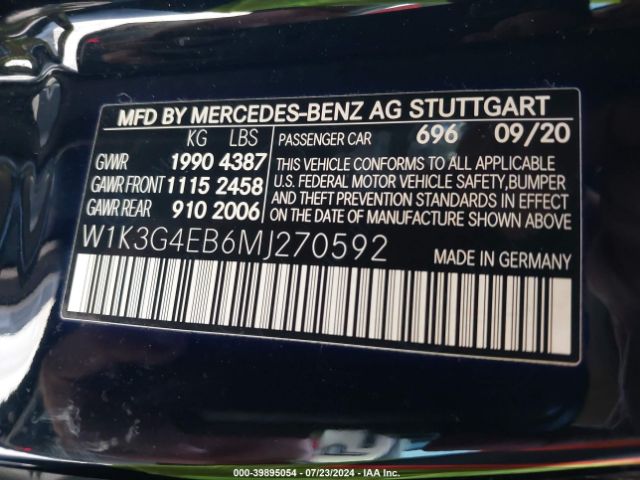 MFD BY MERCEDES-BENZ AG STUTTGART
KG LBS PASSENGER CAR 696 09/20
GVWR 1990 4387
GAWR FRONT 1115 2458
GAWR REAR 910 2006
THIS VEHICLE CONFORMS TO ALL APPLICABLE
U.S. FEDERAL MOTOR VEHICLE SAFETY, BUMPER
AND THEFT PREVENTION STANDARDS IN EFFECT
ON THE DATE OF MANUFACTURE SHOWN ABOVE.
W1K3G4EB6MJ270592 MADE IN GERMANY
000-39895054 - 07/23/2024 - IAA Inc.